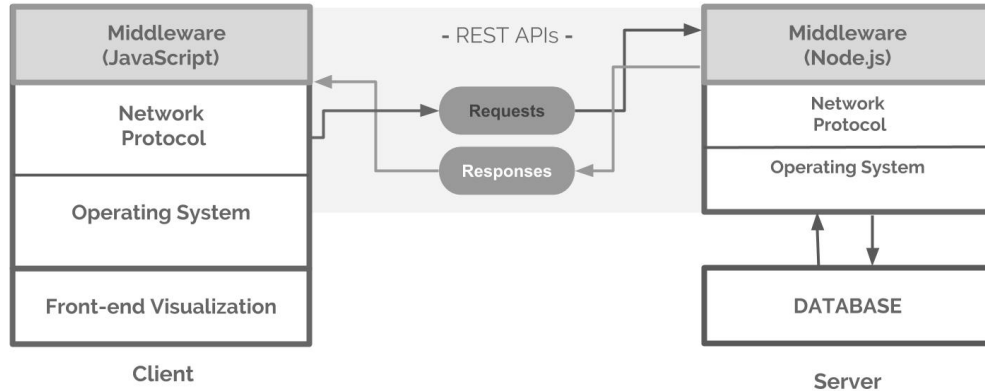 Middleware
(JavaScript)
Network
Protocol
Operating System
Front-end Visualization
Client
- REST APIs -
Requests
Responses
Middleware
(Node.js)
Network
Protocol
Operating System
DATABASE
Server